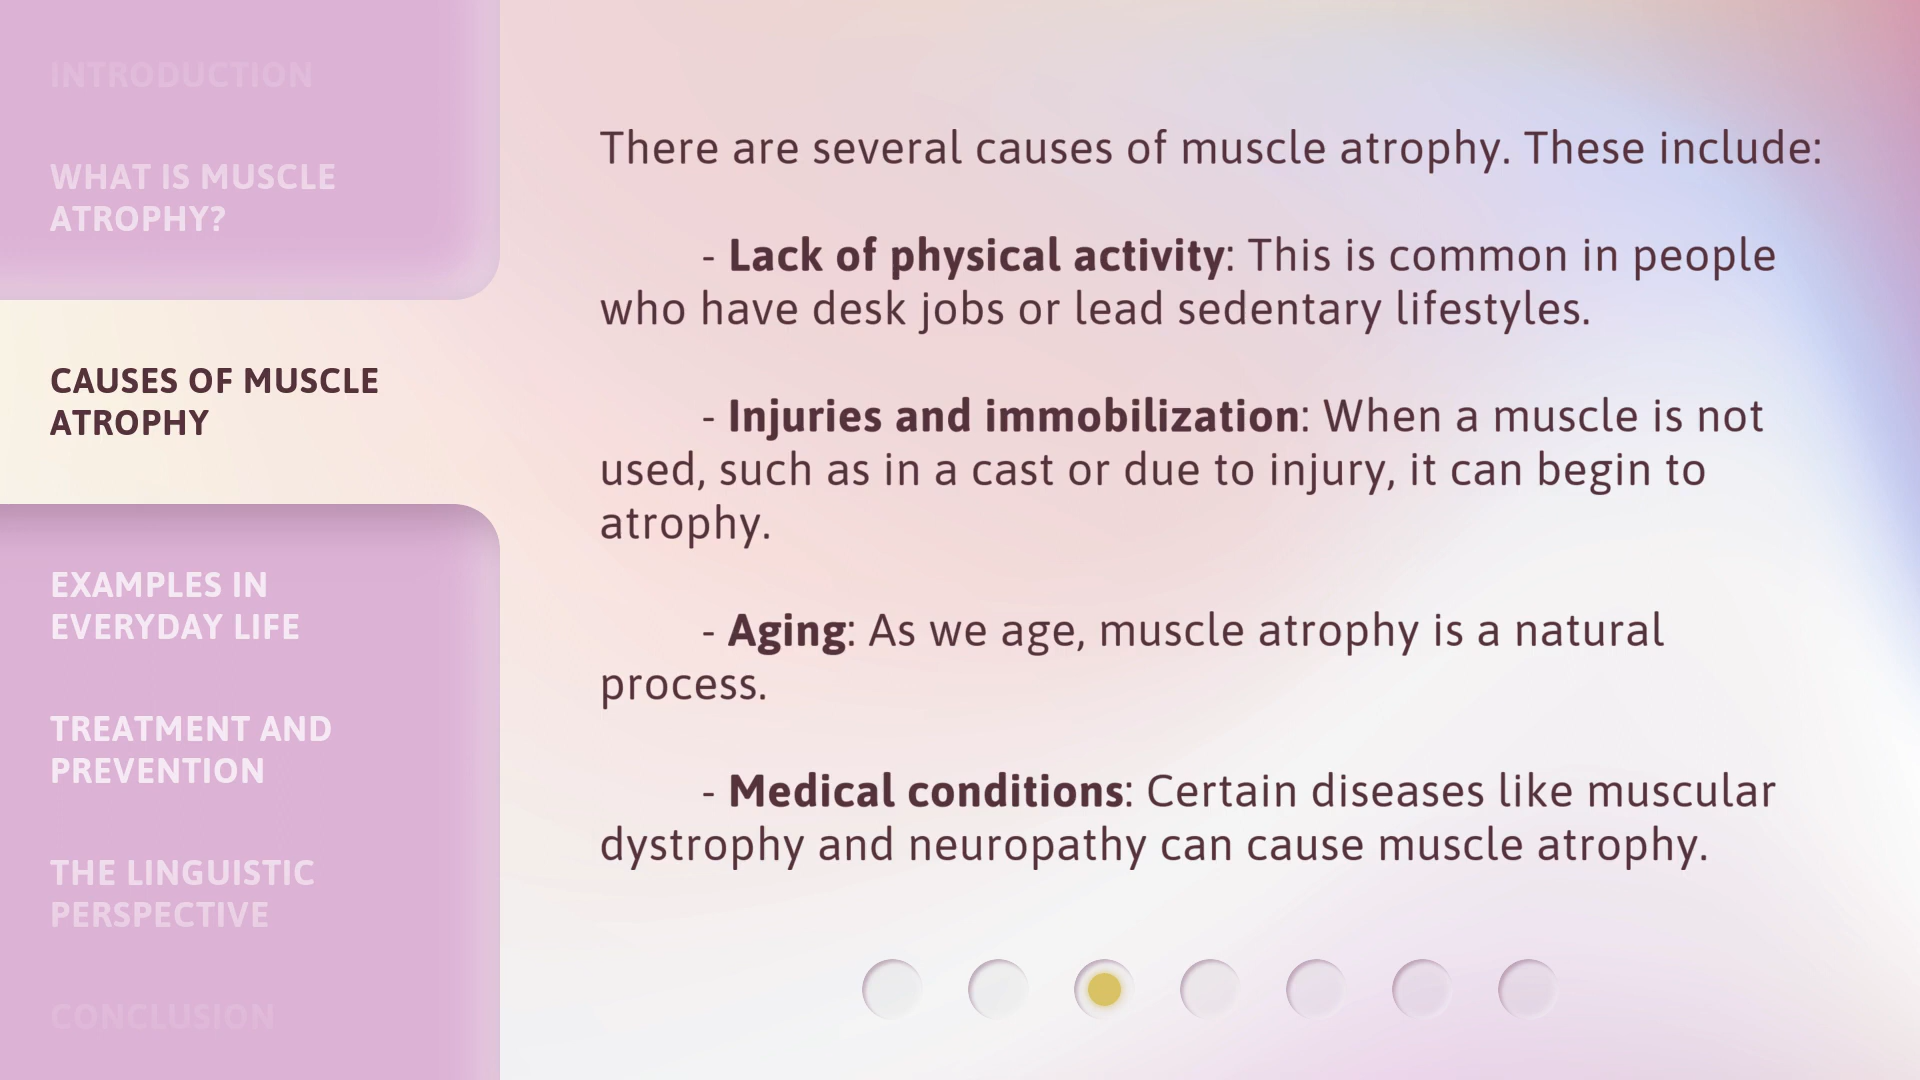 INTRODUCTION
WHAT IS MUSCLE
ATROPHY?
CAUSES OF MUSCLE
ATROPHY
EXAMPLES IN
EVERYDAY LIFE
TREATMENT AND
PREVENTION
THE LINGUISTIC
PERSPECTIVE
CONCLUSION
There are several causes of muscle atrophy. These include:
- Lack of physical activity: This is common in people
who have desk jobs or lead sedentary lifestyles.
- Injuries and immobilization: When a muscle is not
used, such as in a cast or due to injury, it can begin to
atrophy.
- Aging: As we age, muscle atrophy is a natural
process.
- Medical conditions: Certain diseases like muscular
dystrophy and neuropathy can cause muscle atrophy.